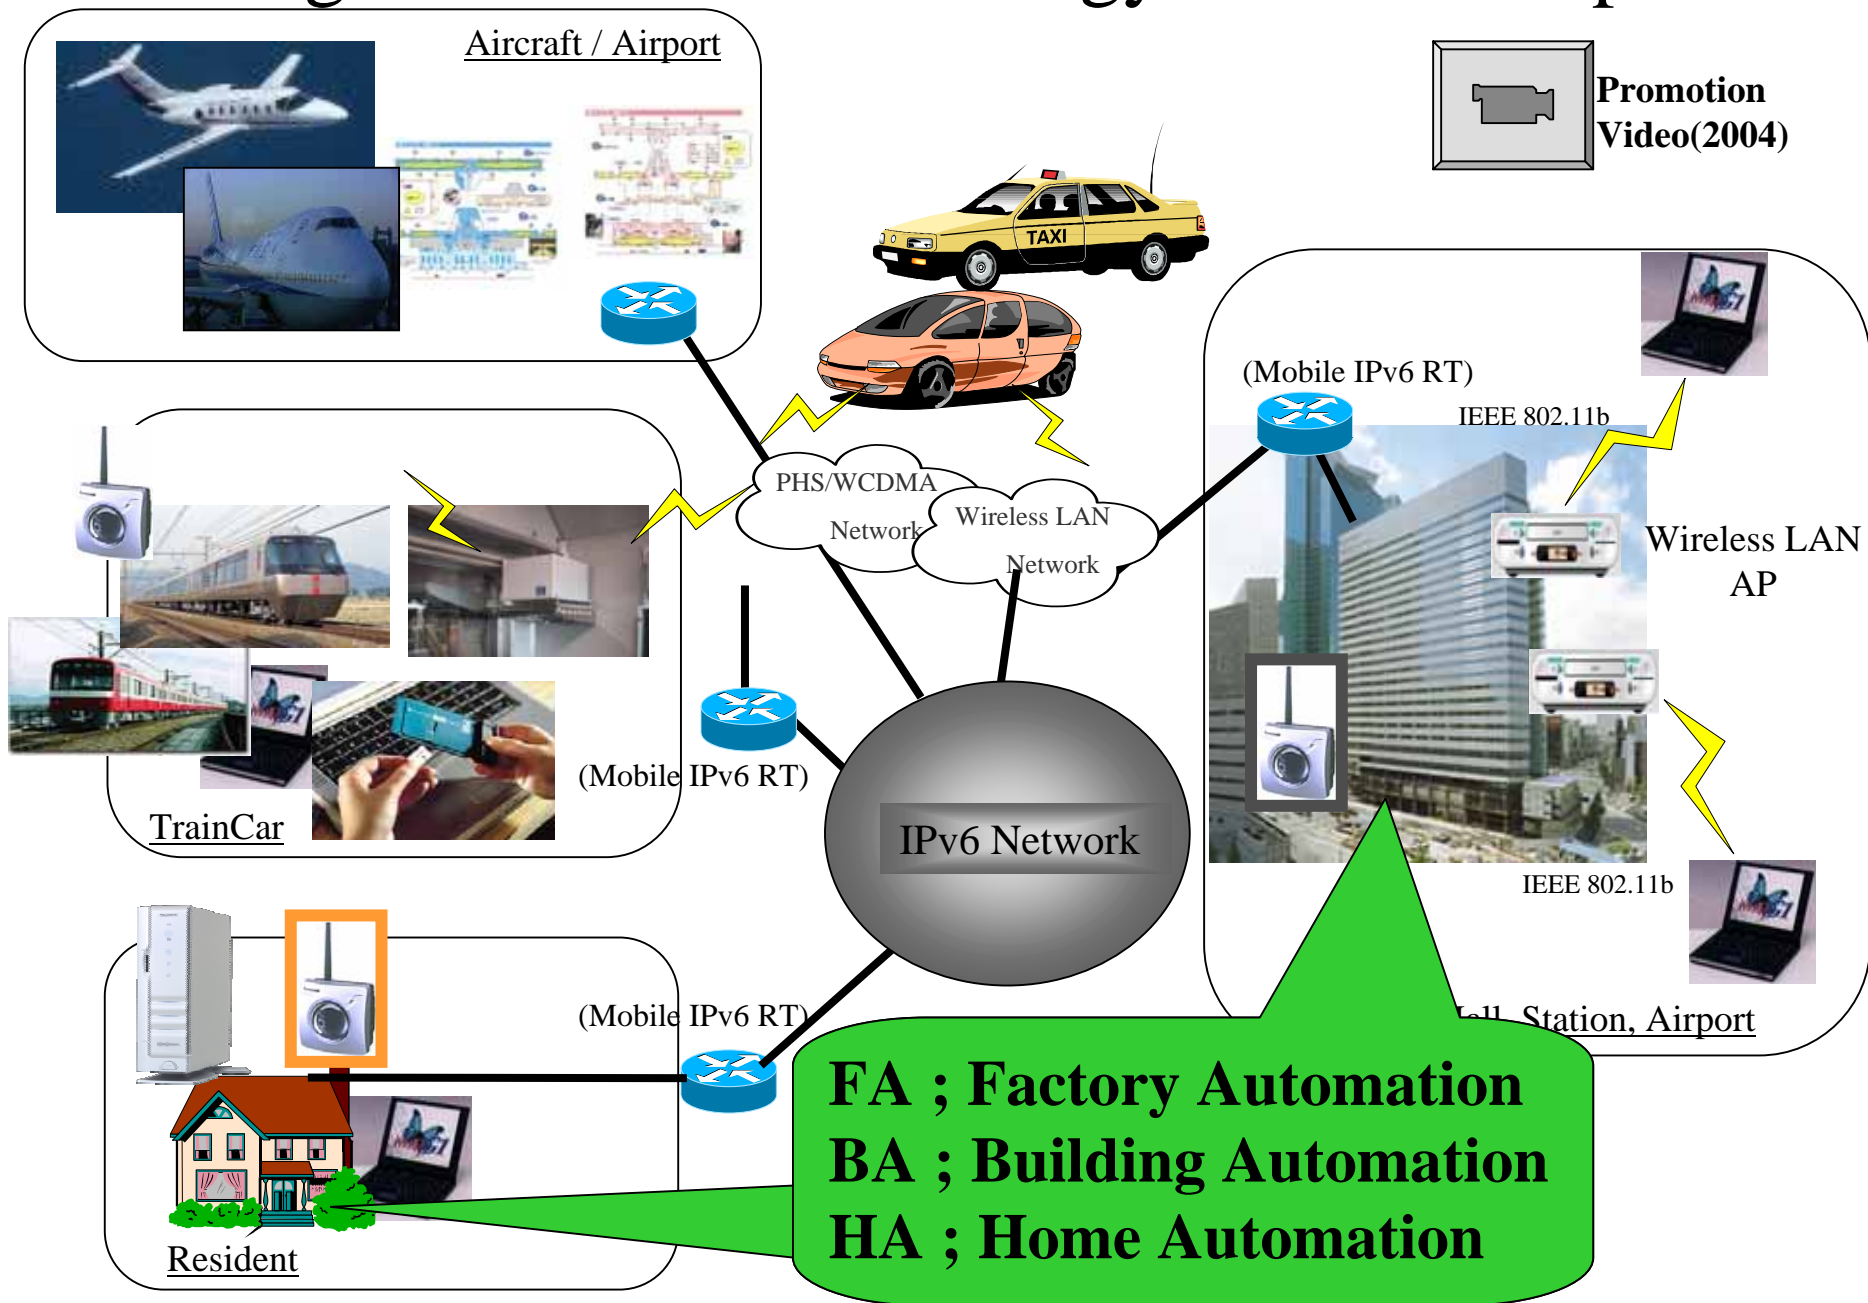 Aircraft / Airport
Promotion
Video(2004)
TAXI
(Mobile IPv6 RT)
IEEE 802.11b
PHS/WCDMA
Network
Wireless LAN
Network
Wireless LAN
AP
(Mobile IPv6 RT)
TrainCar
IPv6 Network
IEEE 802.11b
(Mobile IPv6 RT)
Station, Airport
FA ; Factory Automation
BA ; Building Automation
HA ; Home Automation
Resident